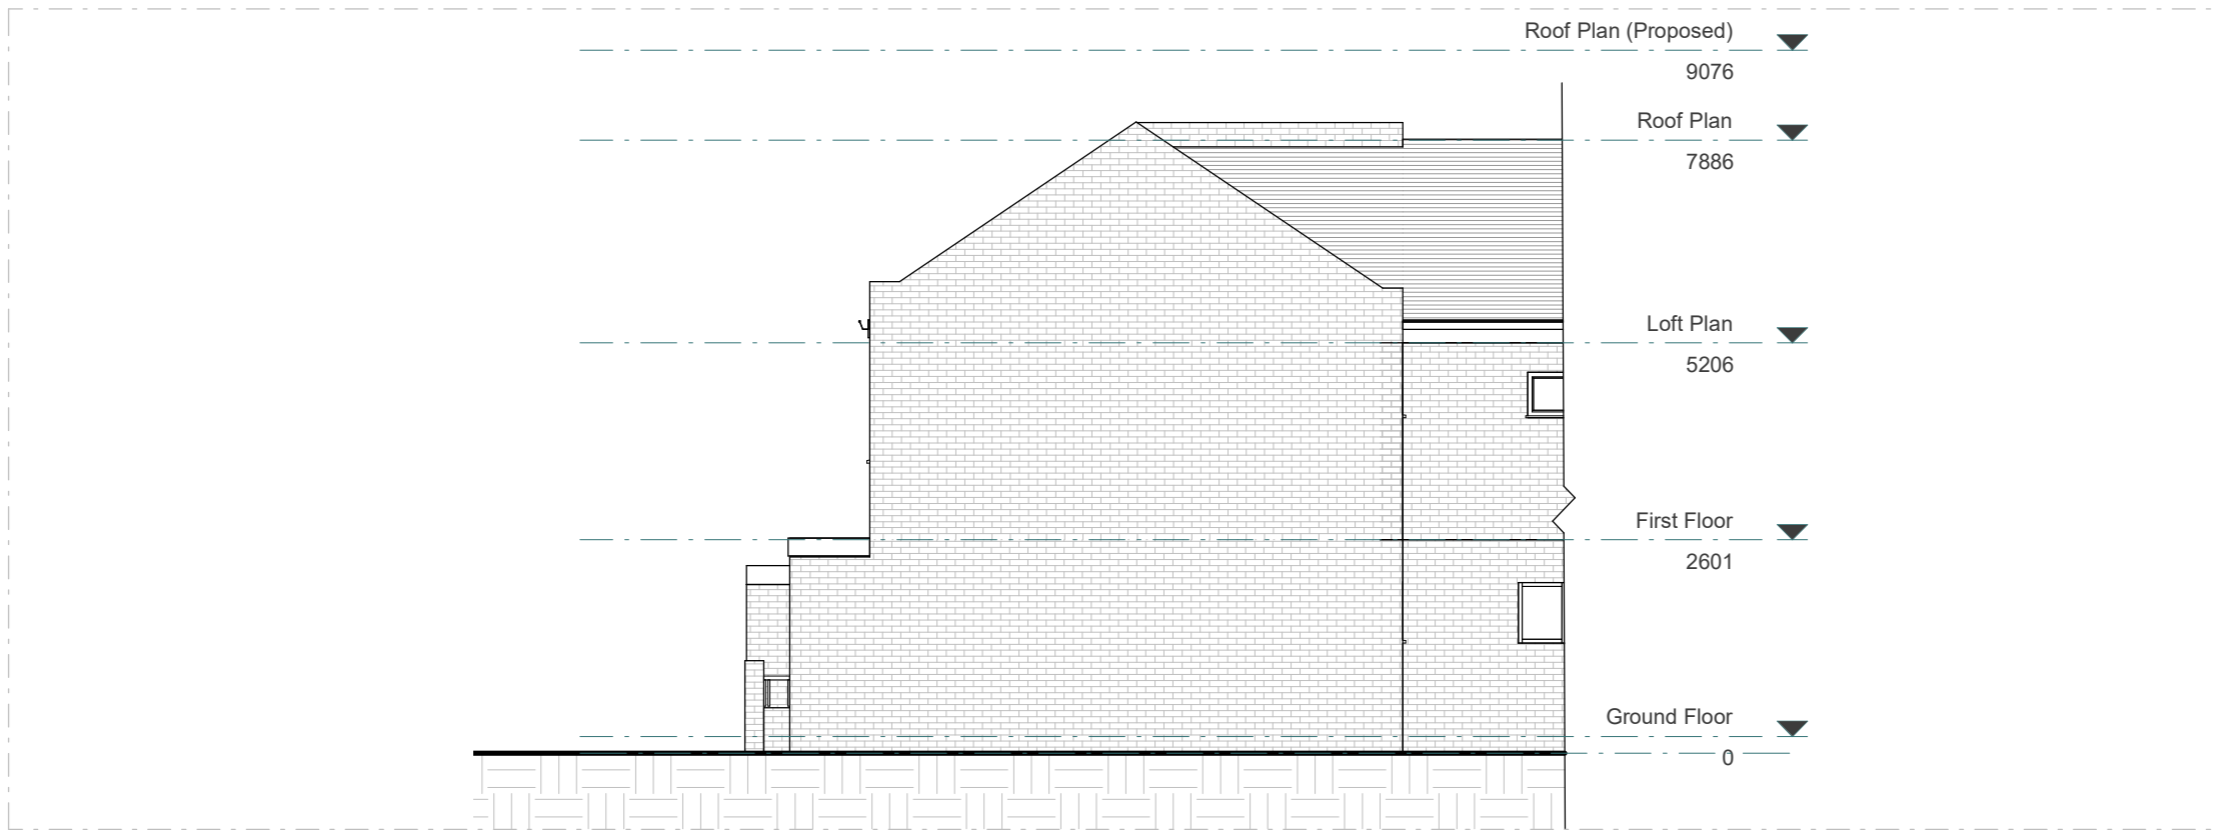 Roof Plan (Proposed)
9076
Roof Plan
7886
Loft Plan
5206
First Floor
2601
Ground Floor
0